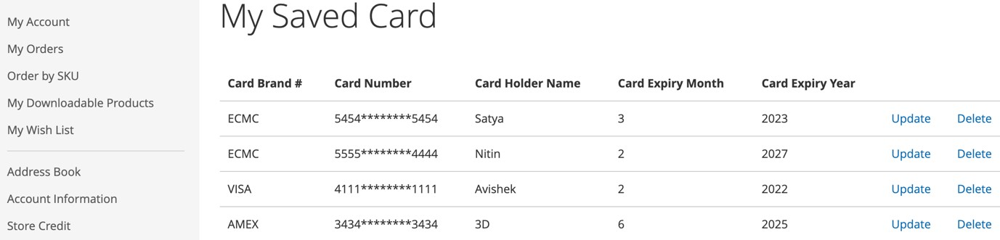 My Account
My Orders
Order by SKU
My Downloadable Products
My Wish List
Address Book
Account Information
Store Credit
My Saved Card
Card Brand # Card Number Card Holder Name Card Expiry Month Card Expiry Year
ECMC 5454********5454 Satya 3 2023 Update Delete
ECMC 5555********4444 Nitin 2 2027 Update Delete
VISA 4111********1111 Avishek 2 2022 Update Delete
AMEX 3434********3434 3D 6 2025 Update Delete